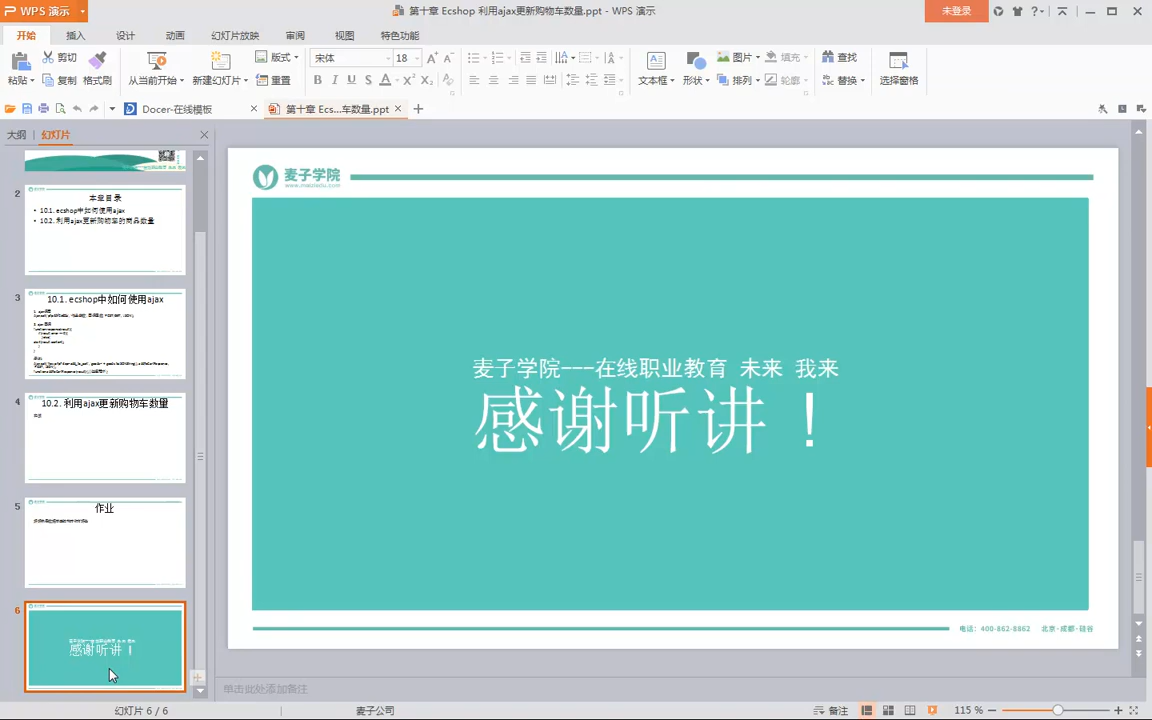 WPS 演示
第十章 Ecshop 利用ajax更新购物车数量.ppt - WPS 演示
未登录
开始 插入 设计 动画 幻灯片放映 审阅 视图 特色功能
粘贴 剪切 复制 格式刷 从当前开始 新建幻灯片 版式 重置 宋体 18 文本框 形状 图片 排列 填充 轮廓 查找 替换 选择窗格
Docer-在线模板 第十章 Ecs...车数量.ppt
大纲 幻灯片
2
本章目录
• 10.1. ecshop中如何使用ajax
• 10.2. 利用ajax更新购物车的商品数量
3
10.1. ecshop中如何使用ajax
4
10.2. 利用ajax更新购物车数量
5
作业
6
感谢听讲！
麦子学院
www.maiziedu.com
麦子学院---在线职业教育 未来 我来
感谢听讲！
电话：400-862-8862 北京-成都-硅谷
单击此处添加备注
幻灯片 6 / 6 麦子公司 备注 115 %